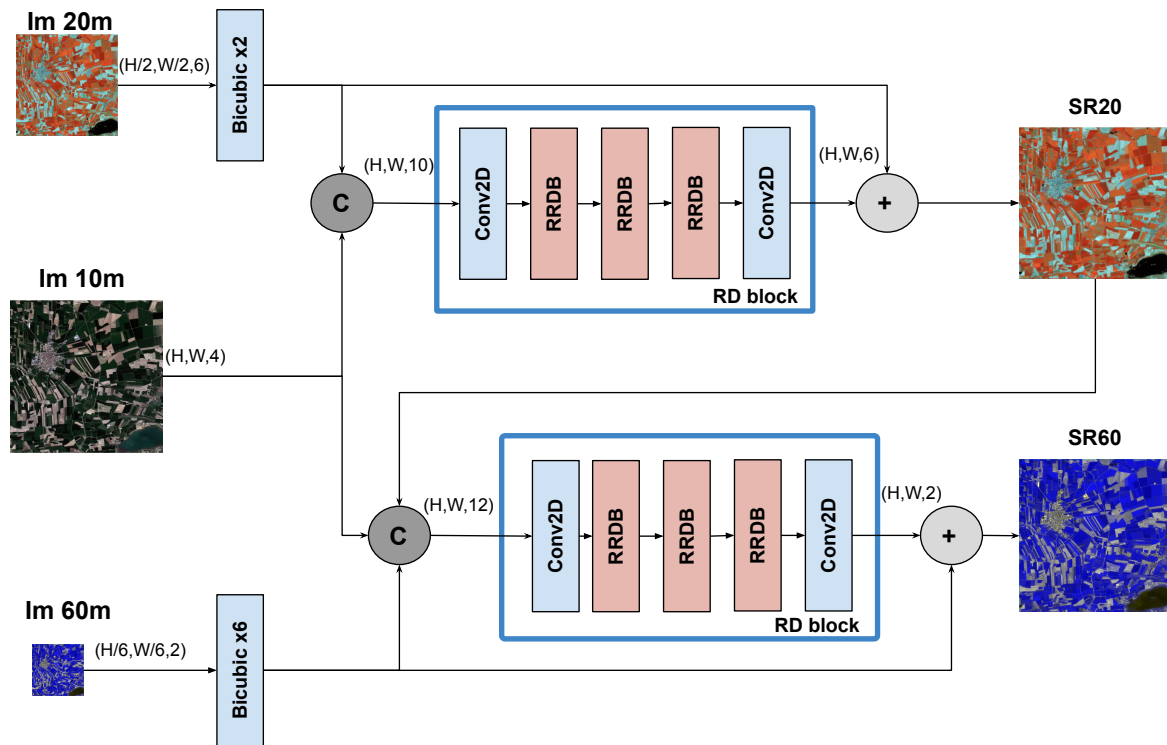 Im 20m
(H/2,W/2,6)
Bicubic x2
C
(H,W,10)
Conv2D
RRDB
RRDB
RRDB
Conv2D
RD block
(H,W,6)
+
SR20
Im 10m
(H,W,4)
C
(H,W,12)
Conv2D
RRDB
RRDB
RRDB
Conv2D
RD block
(H,W,2)
+
SR60
Im 60m
(H/6,W/6,2)
Bicubic x6